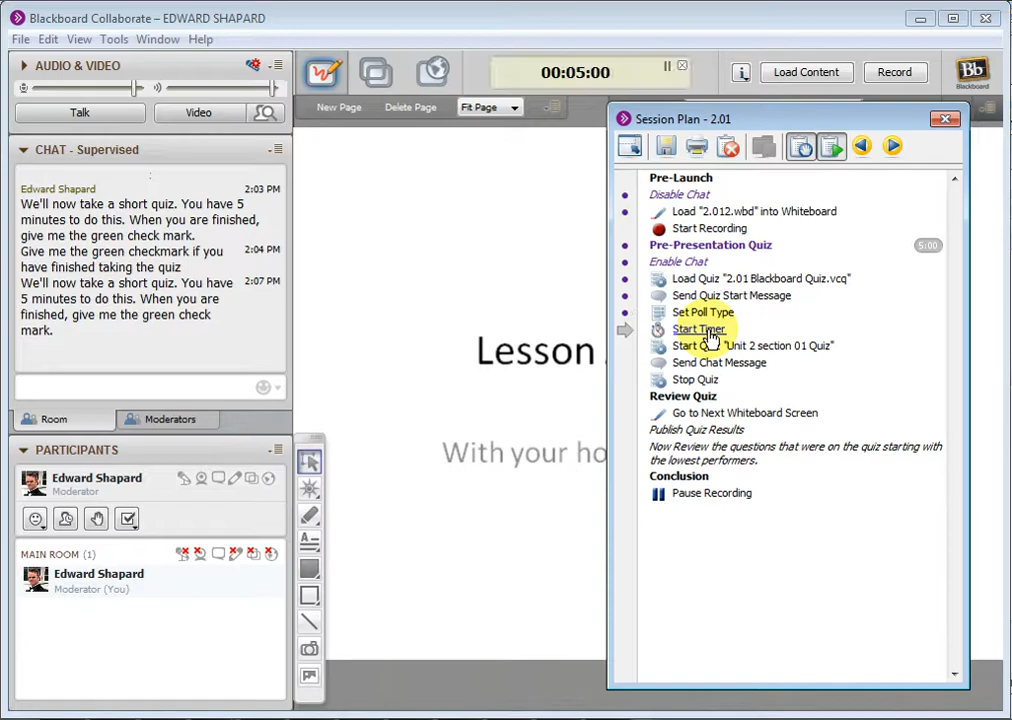 Blackboard Collaborate – EDWARD SHAPARD
File Edit View Tools Window Help
AUDIO & VIDEO
Talk
Video
CHAT - Supervised
Edward Shapard 2:03 PM
We'll now take a short quiz. You have 5
minutes to do this. When you are finished,
give me the green check mark.
Give me the green checkmark if you 2:04 PM
have finished taking the quiz
We'll now take a short quiz. You have 2:07 PM
5 minutes to do this. When you are
finished, give me the green check
mark.
Room
Moderators
PARTICIPANTS
Edward Shapard
Moderator
MAIN ROOM (1)
Edward Shapard
Moderator (You)
00:05:00
Load Content
Record
Bb
Blackboard
New Page
Delete Page
Fit Page
Lesson
With your ho
Session Plan - 2.01
Pre-Launch
Disable Chat
Load "2.012.wbd" into Whiteboard
Start Recording
Pre-Presentation Quiz 5:00
Enable Chat
Load Quiz "2.01 Blackboard Quiz.vcq"
Send Quiz Start Message
Set Poll Type
Start Timer
Start Quiz "Unit 2 section 01 Quiz"
Send Chat Message
Stop Quiz
Review Quiz
Go to Next Whiteboard Screen
Publish Quiz Results
Now Review the questions that were on the quiz starting with
the lowest performers.
Conclusion
Pause Recording